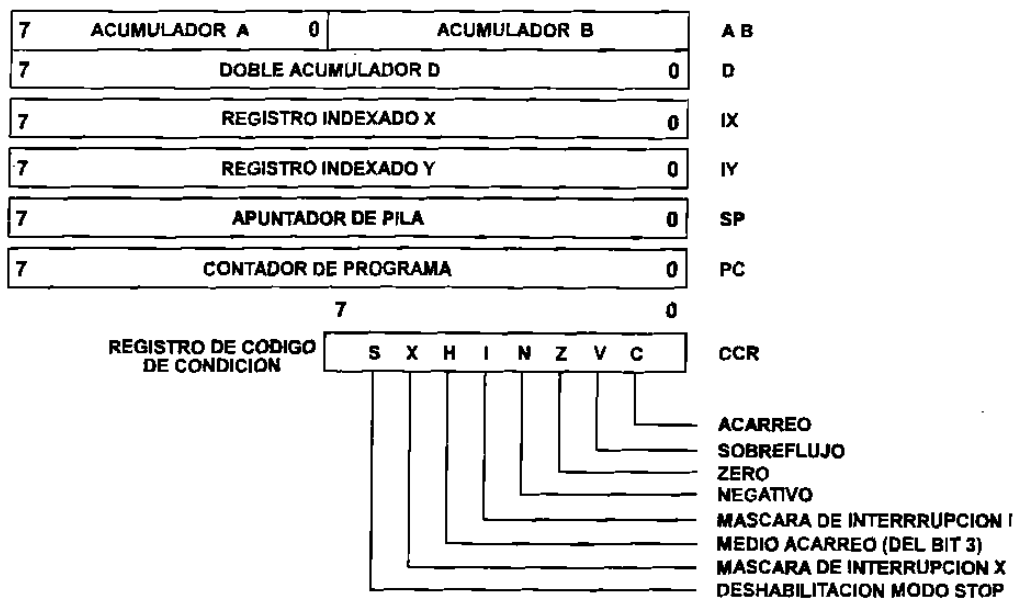 7 ACUMULADOR A 0 ACUMULADOR B A B
7 DOBLE ACUMULADOR D 0 D
7 REGISTRO INDEXADO X 0 IX
7 REGISTRO INDEXADO Y 0 IY
7 APUNTADOR DE PILA 0 SP
7 CONTADOR DE PROGRAMA 0 PC
7 0
REGISTRO DE CODIGO
DE CONDICION
S X H I N Z V C CCR
ACARREO
SOBREFLUJO
ZERO
NEGATIVO
MASCARA DE INTERRRUPCION I
MEDIO ACARREO (DEL BIT 3)
MASCARA DE INTERRUPCION X
DESHABILITACION MODO STOP